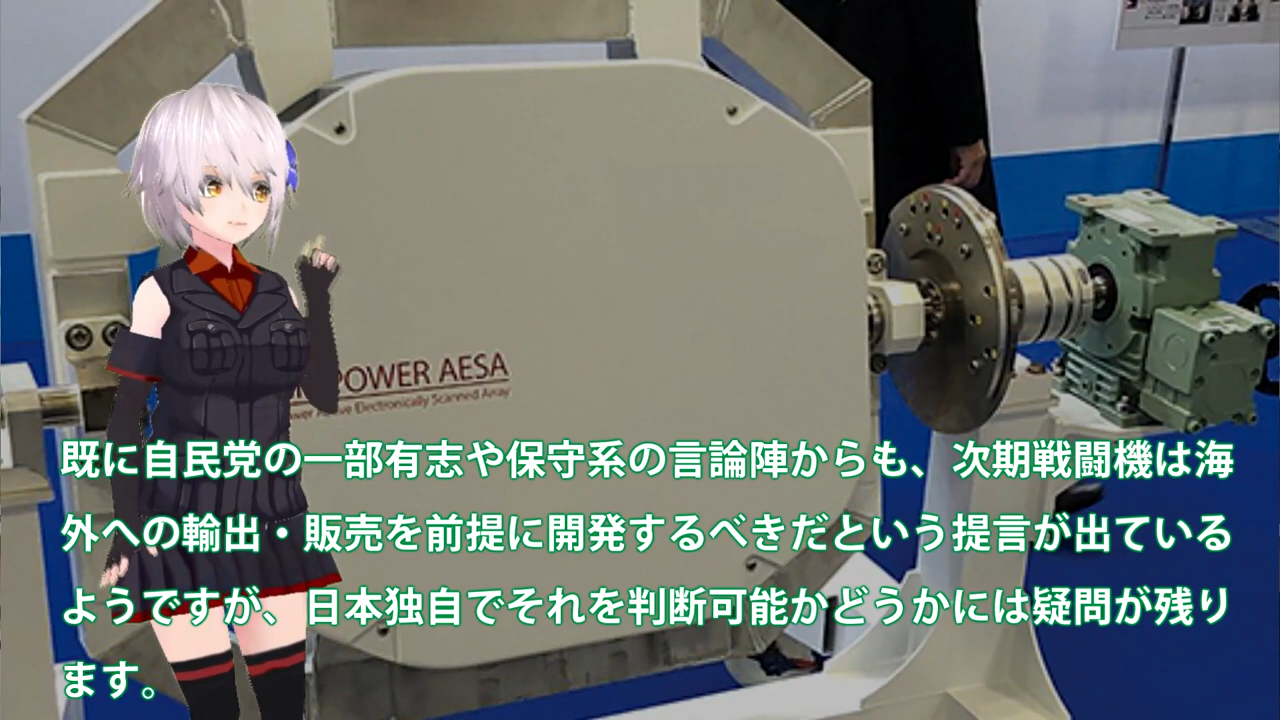 POWER AESA
Active Electronically Scanned Array
既に自民党の一部有志や保守系の言論陣からも、次期戦闘機は海
外への輸出・販売を前提に開発するべきだという提言が出ている
ようですが、日本独自でそれを判断可能かどうかには疑問が残り
ます。